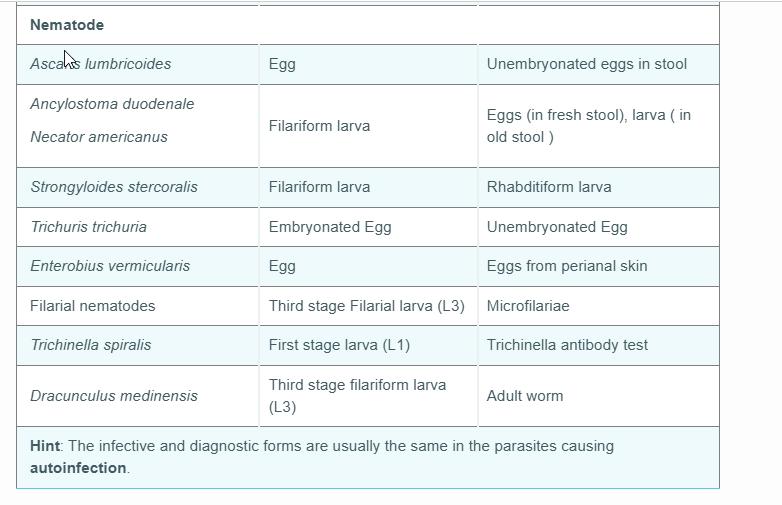 Nematode
Ascaris lumbricoides Egg Unembryonated eggs in stool
Ancylostoma duodenale
Necator americanus
Filariform larva
Eggs (in fresh stool), larva ( in
old stool )
Strongyloides stercoralis Filariform larva Rhabditiform larva
Trichuris trichuria Embryonated Egg Unembryonated Egg
Enterobius vermicularis Egg Eggs from perianal skin
Filarial nematodes Third stage Filarial larva (L3) Microfilariae
Trichinella spiralis First stage larva (L1) Trichinella antibody test
Dracunculus medinensis
Third stage filariform larva
(L3)
Adult worm
Hint: The infective and diagnostic forms are usually the same in the parasites causing
autoinfection.